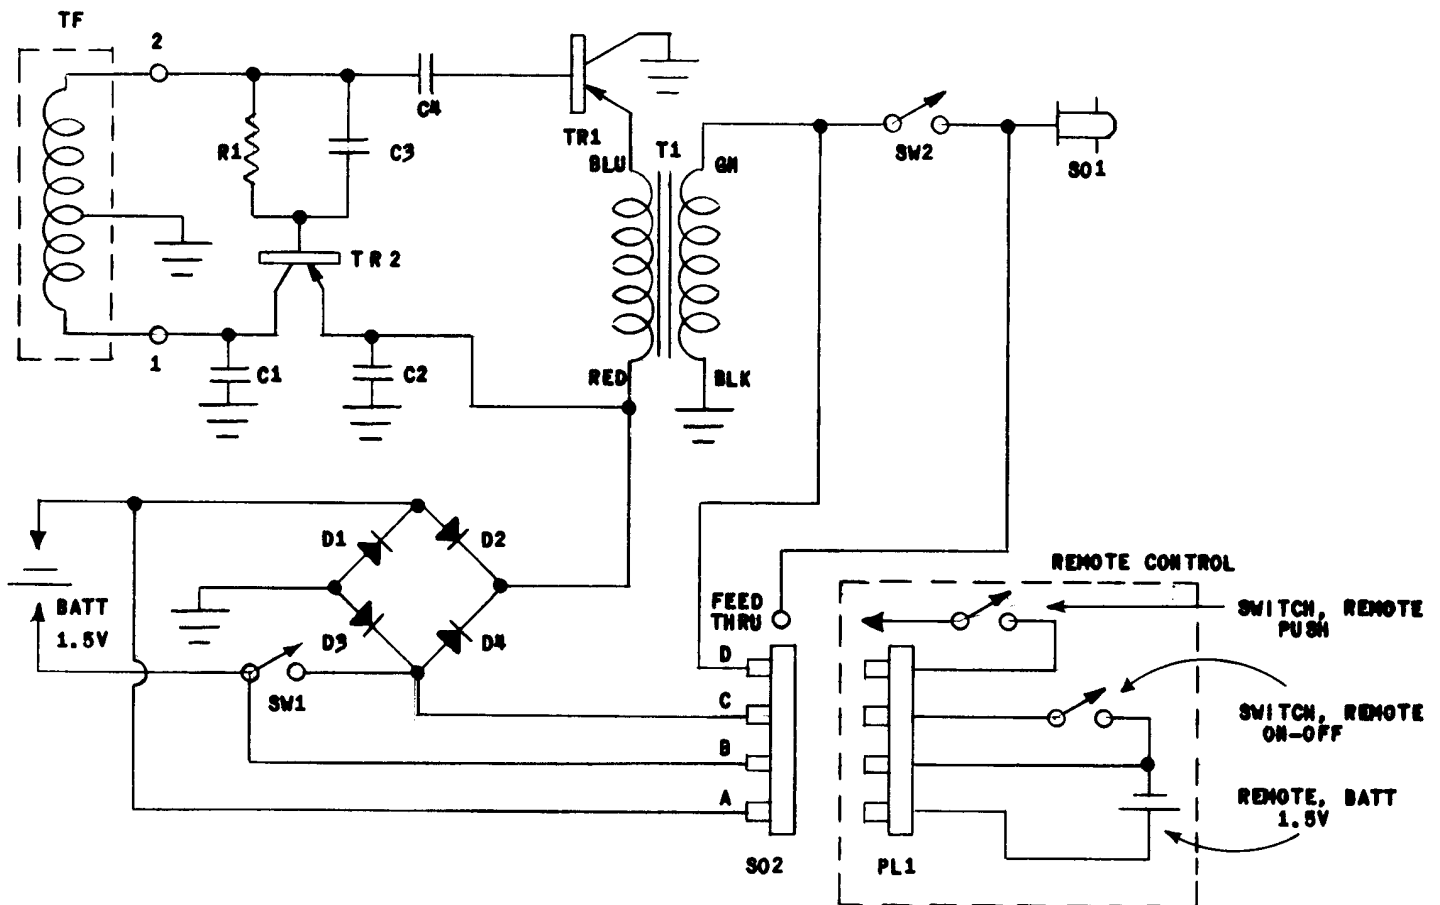 TF
2
C4
R1
C3
TR1
BLU
T1
GN
SW2
SO1
TR2
1
C1
C2
RED
BLK
D1
D2
BATT
1.5V
D3
D4
SW1
FEED
THRU
D
C
B
A
SO2
PL1
REMOTE CONTROL
SWITCH, REMOTE
PUSH
SWITCH, REMOTE
ON-OFF
REMOTE, BATT
1.5V